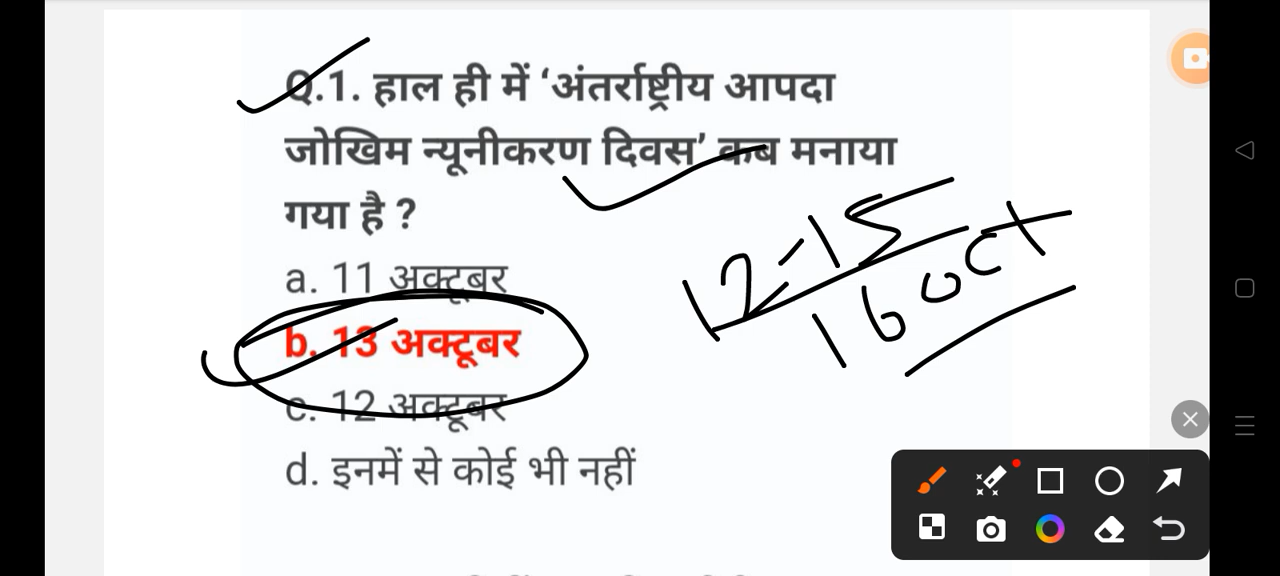 Q.1. हाल ही में ‘अंतर्राष्ट्रीय आपदा
जोखिम न्यूनीकरण दिवस’ कब मनाया
गया है ?
12-15
16 oct
a. 11 अक्टूबर
b. 13 अक्टूबर
c. 12 अक्टूबर
d. इनमें से कोई भी नहीं